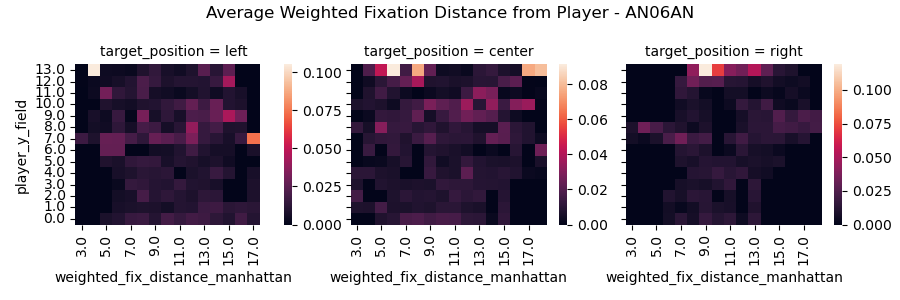 Average Weighted Fixation Distance from Player - AN06AN
target_position = left
target_position = center
target_position = right
player_y_field
13.0
12.0
11.0
10.0
9.0
8.0
7.0
6.0
5.0
4.0
3.0
2.0
1.0
0.0
0.100
0.075
0.050
0.025
0.000
0.08
0.06
0.04
0.02
0.00
0.100
0.075
0.050
0.025
0.000
3.0 5.0 7.0 9.0 11.0 13.0 15.0 17.0
3.0 5.0 7.0 9.0 11.0 13.0 15.0 17.0
3.0 5.0 7.0 9.0 11.0 13.0 15.0 17.0
weighted_fix_distance_manhattan
weighted_fix_distance_manhattan
weighted_fix_distance_manhattan